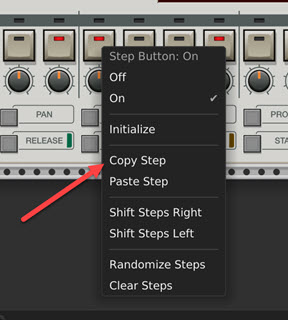 Step Button: On
Off
On
Initialize
PAN
PRO
RELEASE
STA
Copy Step
Paste Step
Shift Steps Right
Shift Steps Left
Randomize Steps
Clear Steps